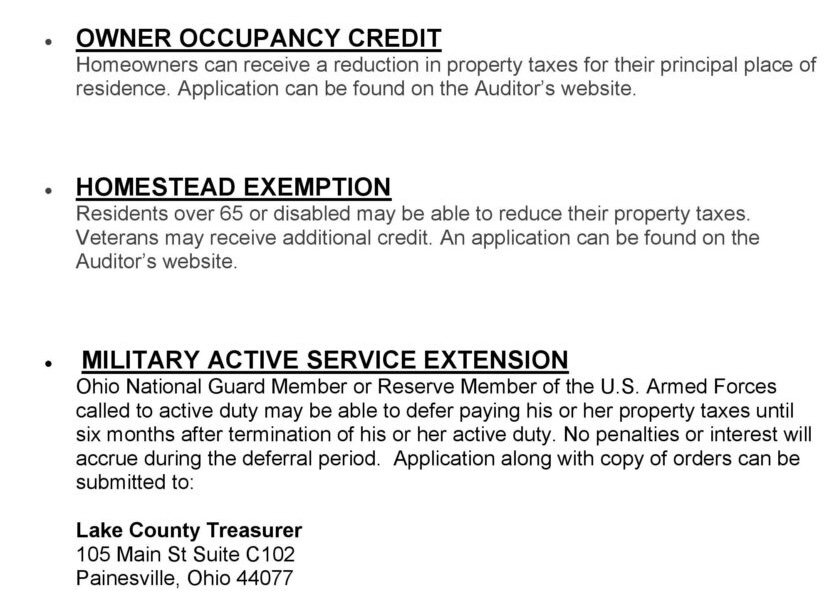 • OWNER OCCUPANCY CREDIT
Homeowners can receive a reduction in property taxes for their principal place of
residence. Application can be found on the Auditor’s website.
• HOMESTEAD EXEMPTION
Residents over 65 or disabled may be able to reduce their property taxes.
Veterans may receive additional credit. An application can be found on the
Auditor’s website.
• MILITARY ACTIVE SERVICE EXTENSION
Ohio National Guard Member or Reserve Member of the U.S. Armed Forces
called to active duty may be able to defer paying his or her property taxes until
six months after termination of his or her active duty. No penalties or interest will
accrue during the deferral period.  Application along with copy of orders can be
submitted to:
Lake County Treasurer
105 Main St Suite C102
Painesville, Ohio 44077